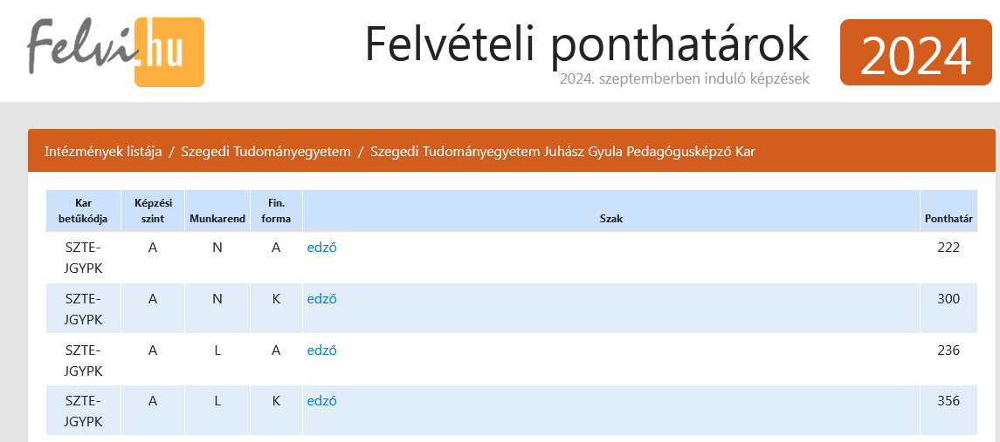 Felvi.hu
Felvételi ponthatárok
2024
2024. szeptemberben induló képzések
Intézmények listája / Szegedi Tudományegyetem / Szegedi Tudományegyetem Juhász Gyula Pedagógusképző Kar
Kar betűkódja Képzési szint Munkarend Fin. forma Szak Ponthatár
SZTE-JGYPK A N A edző 222
SZTE-JGYPK A N K edző 300
SZTE-JGYPK A L A edző 236
SZTE-JGYPK A L K edző 356